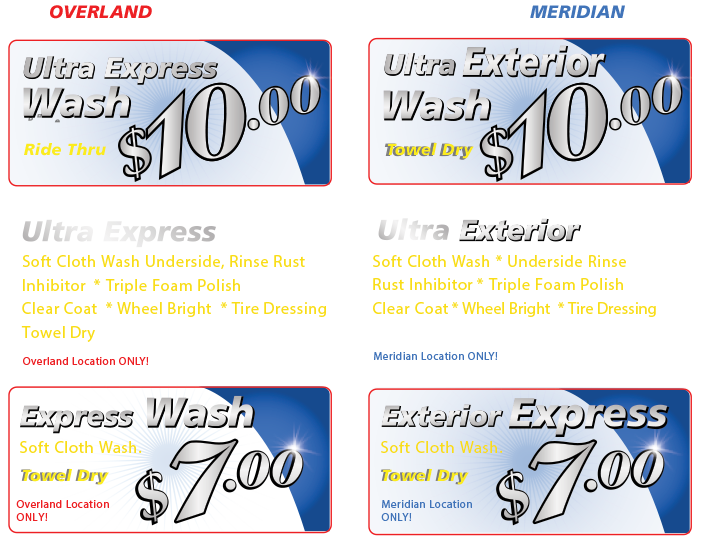 OVERLAND
Ultra Express
Wash
$10.00
Ride Thru
Ultra Express
Soft Cloth Wash Underside, Rinse Rust
Inhibitor * Triple Foam Polish
Clear Coat * Wheel Bright * Tire Dressing
Towel Dry
Overland Location ONLY!
Express Wash
Soft Cloth Wash.
$7.00
Towel Dry
Overland Location
ONLY!
MERIDIAN
Ultra Exterior
Wash
$10.00
Towel Dry
Ultra Exterior
Soft Cloth Wash * Underside Rinse
Rust Inhibitor * Triple Foam Polish
Clear Coat * Wheel Bright * Tire Dressing
Meridian Location ONLY!
Exterior Express
Soft Cloth Wash.
$7.00
Towel Dry
Meridian Location
ONLY!